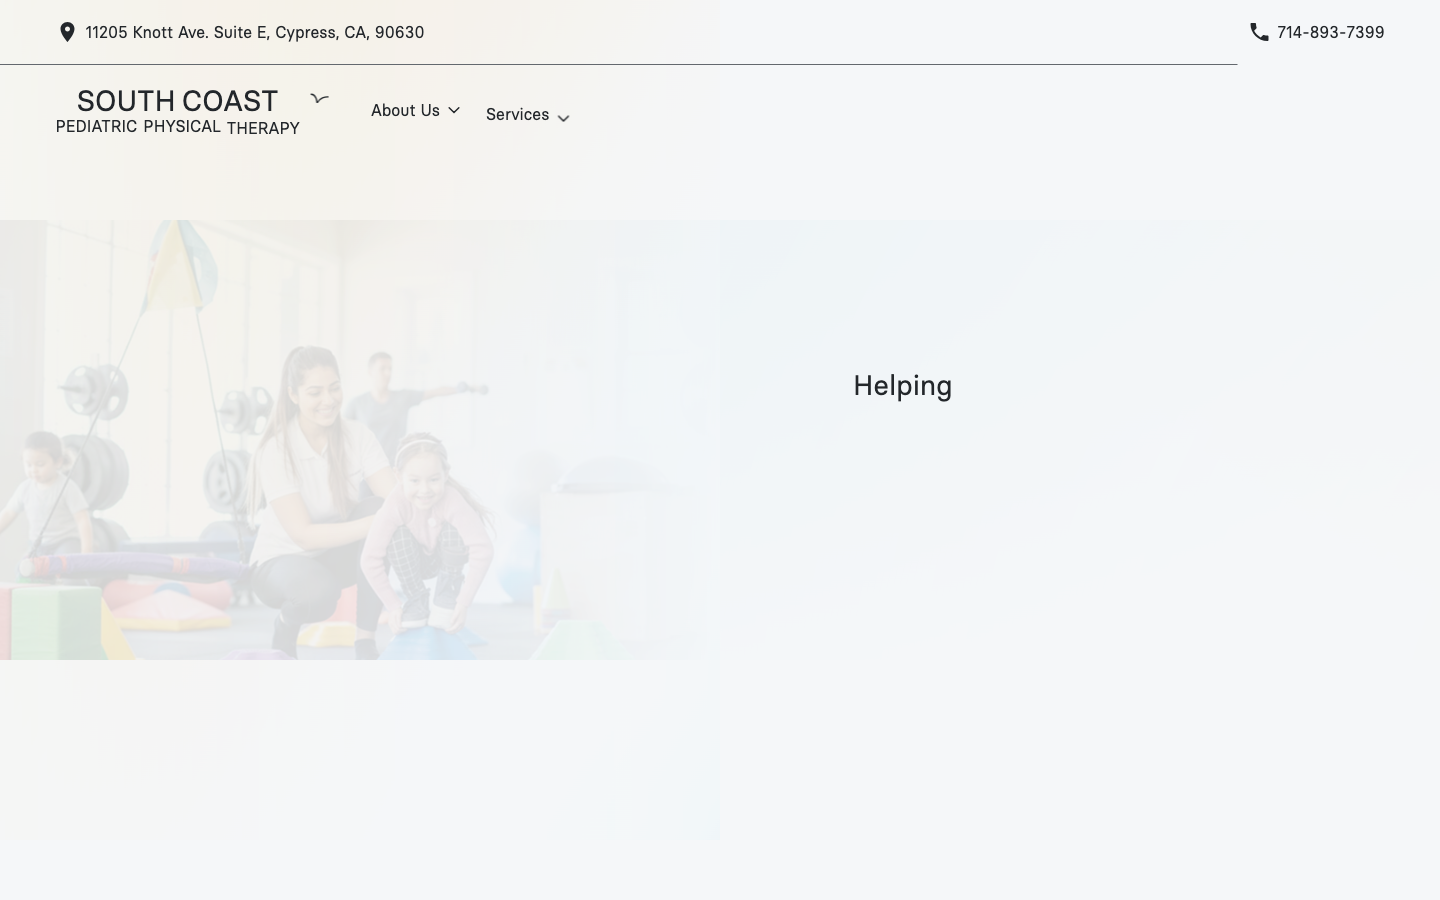 11205 Knott Ave. Suite E, Cypress, CA, 90630
714-893-7399
SOUTH COAST
PEDIATRIC PHYSICAL THERAPY
About Us
Services
Helping